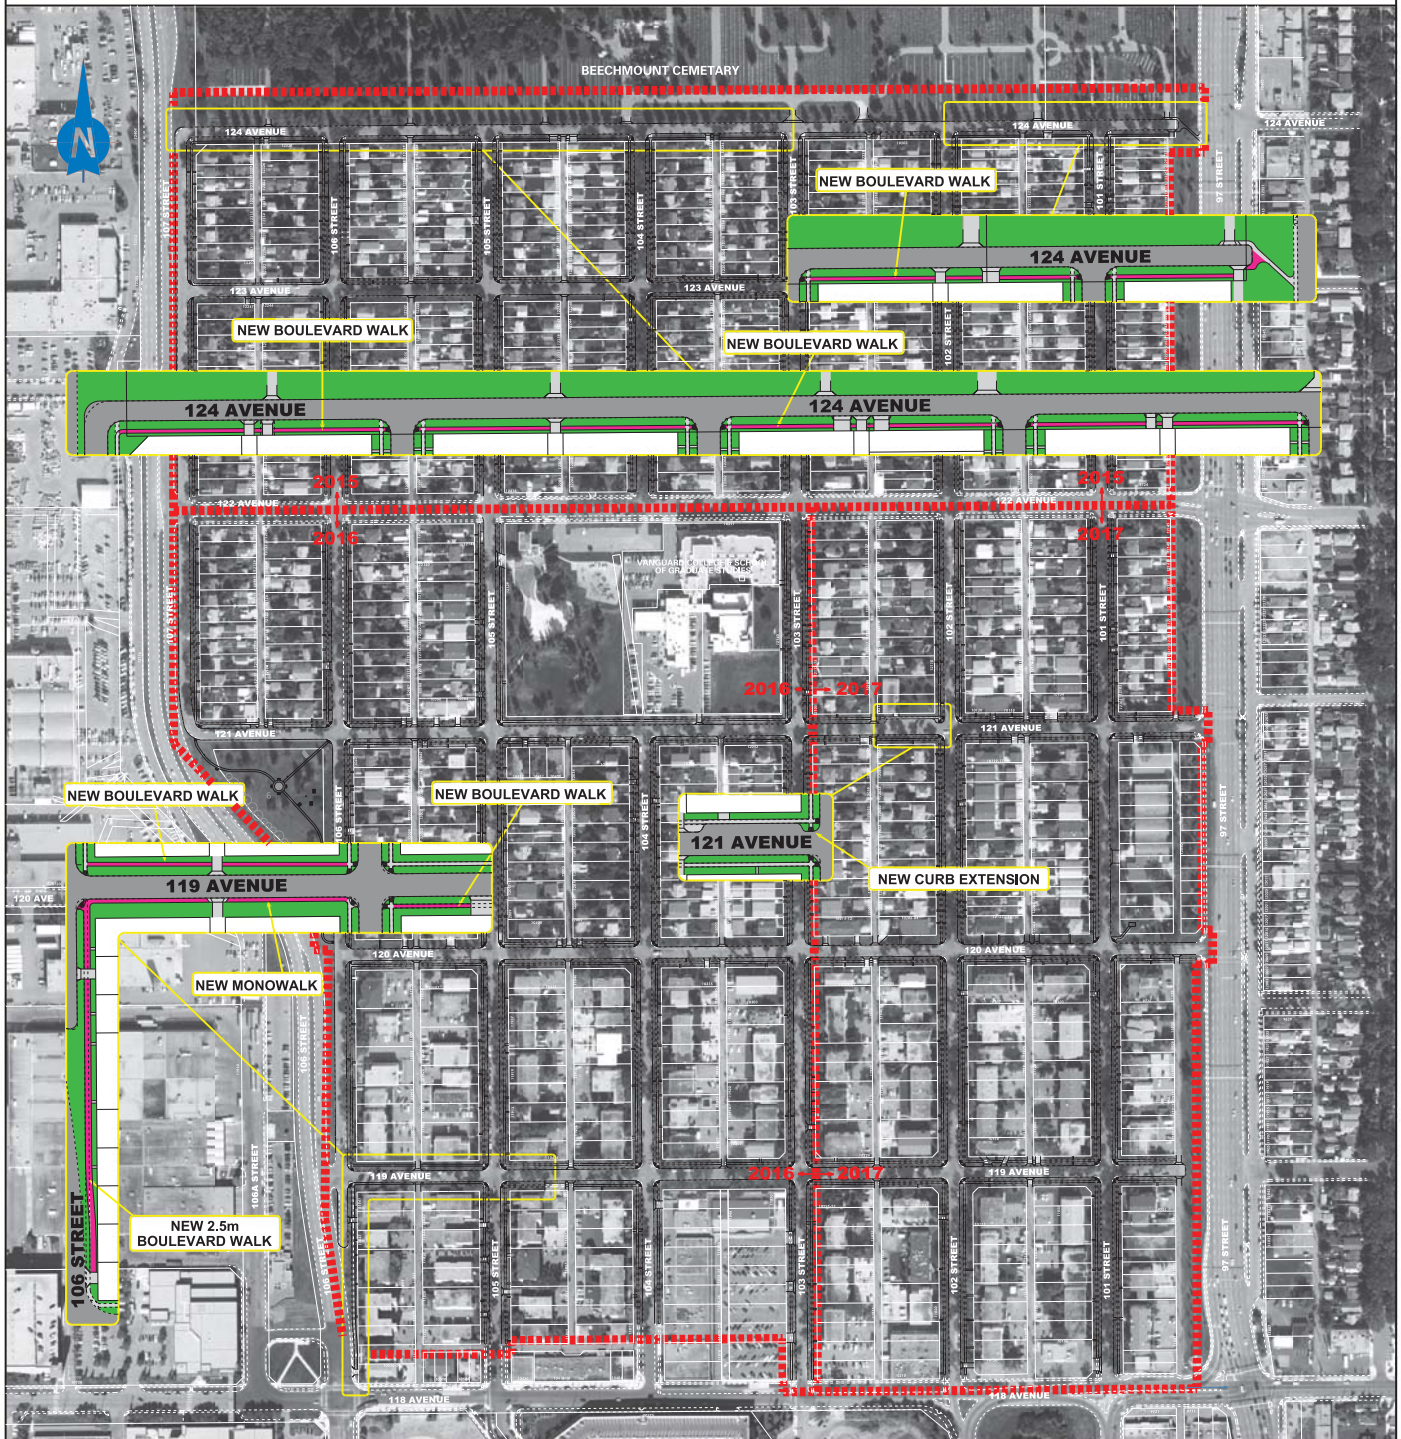 BEECHMOUNT CEMETARY
N
124 AVENUE
124 AVENUE
124 AVENUE
107 STREET
106 STREET
105 STREET
104 STREET
103 STREET
101 STREET
97 STREET
NEW BOULEVARD WALK
124 AVENUE
123 AVENUE
123 AVENUE
NEW BOULEVARD WALK
NEW BOULEVARD WALK
102 STREET
124 AVENUE
124 AVENUE
2015
2015
122 AVENUE
122 AVENUE
2016
2017
VANGUARD COLLEGE & SCHOOL
OF GRADUATE STUDIES
107 STREET
105 STREET
103 STREET
102 STREET
101 STREET
2016
2017
121 AVENUE
121 AVENUE
NEW BOULEVARD WALK
NEW BOULEVARD WALK
106 STREET
104 STREET
97 STREET
121 AVENUE
119 AVENUE
NEW CURB EXTENSION
120 AVE
120 AVENUE
120 AVENUE
NEW MONOWALK
106 STREET
119 AVENUE
2016
2017
119 AVENUE
106A STREET
106 STREET
NEW 2.5m
BOULEVARD WALK
106 STREET
105 STREET
104 STREET
103 STREET
102 STREET
101 STREET
97 STREET
118 AVENUE
118 AVENUE